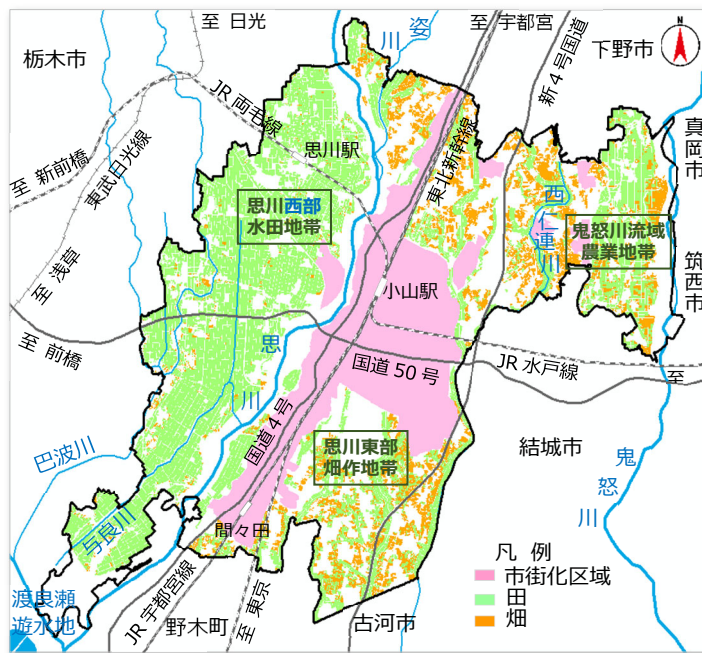 至 日光
至 宇都宮
N
栃木市
姿
川
新4号国道
下野市
JR 両毛線
思川駅
東北新幹線
真岡市
至 新前橋
東武日光線
思川西部
水田地帯
西仁連川
鬼怒川流域
農業地帯
至 浅草
小山駅
筑西市
至 前橋
思
川
国道 50 号
JR 水戸線
至
国道4号
思川東部
畑作地帯
結城市
巴波川
鬼
怒
川
与良川
間々田
凡 例
市街化区域
田
畑
渡良瀬
遊水地
JR 宇都宮線
野木町
至 東京
古河市